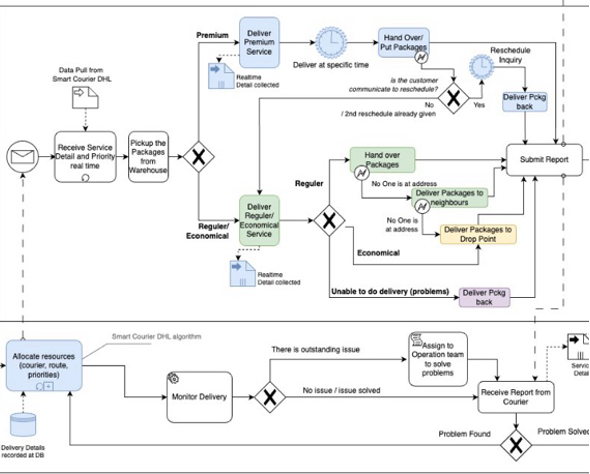 Premium
Deliver
Premium
Service
Deliver at specific time
Hand Over/
Put Packages
Reschedule
Inquiry
Data Pull from
Smart Courier DHL
Realtime
Detail collected
is the customer
communicate to reschedule?
No
/ 2nd reschedule already given
Yes
Deliver Pckg
back
Receive Service
Detail and Priority
real time
Pickup the
Packages
from
Warehouse
Submit Report
Reguler
Hand over
Packages
No One is at address
Deliver Packages to
neighbours
No One is
at address
Deliver Packages to
Drop Point
Reguler/
Economical
Deliver
Reguler/
Economical
Service
Economical
Realtime
Detail collected
Unable to do delivery (problems)
Deliver Pckg
back
Smart Courier DHL algorithm
Allocate resources
(courier, route,
priorities)
There is outstanding issue
Assign to
Operation team
to solve
problems
Servic
Deta
Monitor Delivery
No issue / issue solved
Receive Report from
Courier
Delivery Details
recorded at DB
Problem Found
Problem Solved